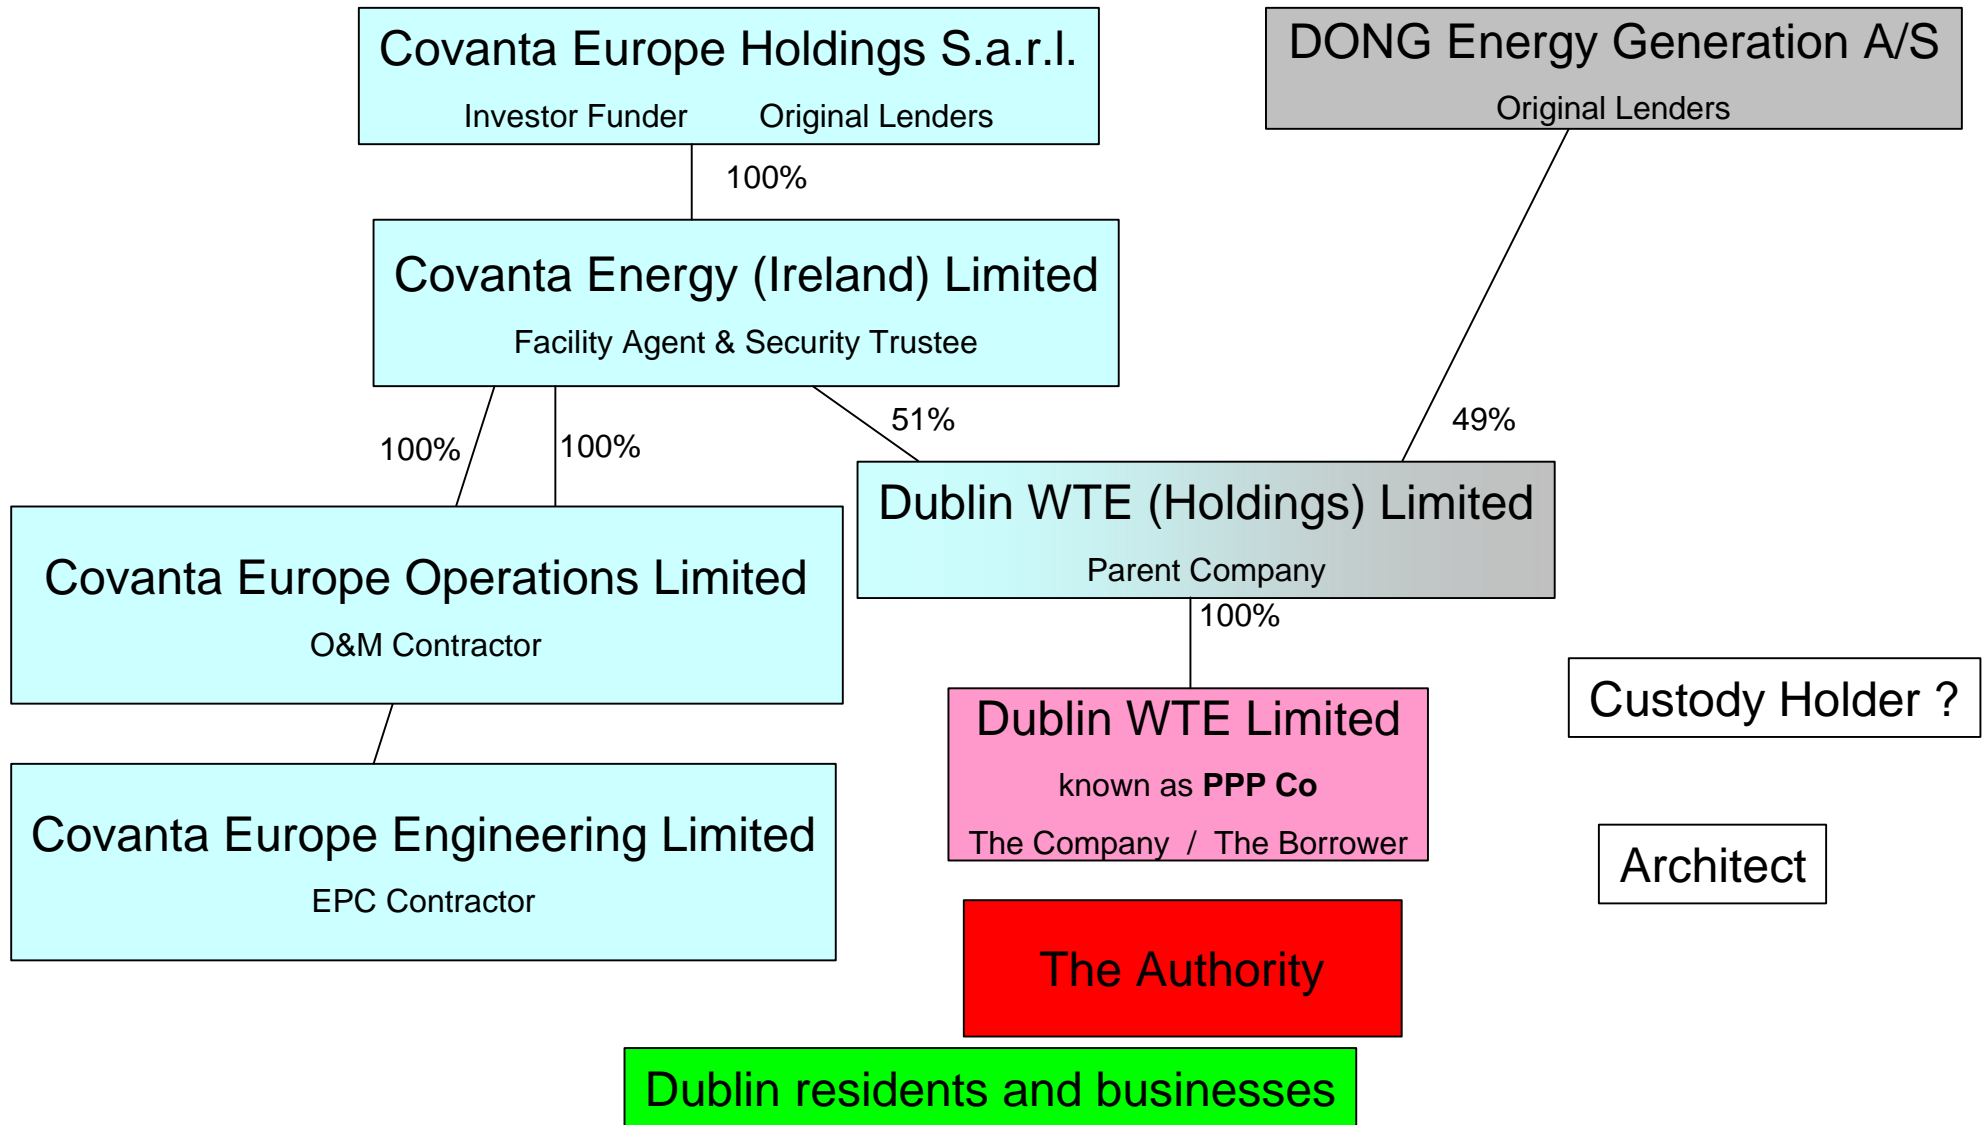 Covanta Europe Holdings S.a.r.l.
Investor Funder Original Lenders
DONG Energy Generation A/S
Original Lenders
100%
Covanta Energy (Ireland) Limited
Facility Agent & Security Trustee
100%
100%
51%
49%
Dublin WTE (Holdings) Limited
Parent Company
100%
Covanta Europe Operations Limited
O&M Contractor
Dublin WTE Limited
known as PPP Co
The Company / The Borrower
Custody Holder ?
Covanta Europe Engineering Limited
EPC Contractor
Architect
The Authority
Dublin residents and businesses